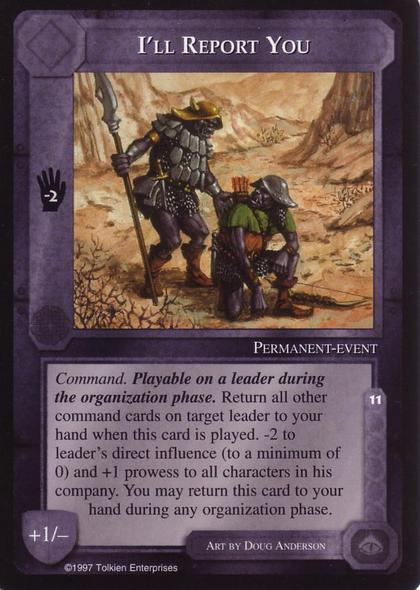 I'LL REPORT YOU
-2
PERMANENT-EVENT
Command. Playable on a leader during
the organization phase. Return all other
command cards on target leader to your
hand when this card is played. -2 to
leader's direct influence (to a minimum of
0) and +1 prowess to all characters in his
company. You may return this card to your
hand during any organization phase.
11
+1/–
ART BY DOUG ANDERSON
©1997 Tolkien Enterprises